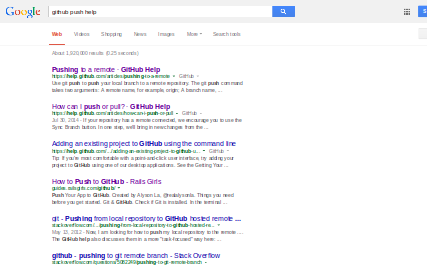 Google github push help
Web Videos Shopping News Images More Search tools
About 1,920,000 results (0.25 seconds)
Pushing to a remote - GitHub Help
https://help.github.com/articles/pushing-to-a-remote GitHub
Use git push to push your local branch to a remote repository. The git push command
takes two arguments: A remote name, for example, origin; A branch name, ...
How can I push or pull? - GitHub Help
https://help.github.com/articles/how-can-i-push-or-pull GitHub
Jul 30, 2014 - If your repository has a remote connected, we encourage you to use the
Sync Branch button. In one step, we'll bring in new changes from the ...
Adding an existing project to GitHub using the command line
https://help.github.com/.../adding-an-existing-project-to-github-u... GitHub
Tip: If you're most comfortable with a point-and-click user interface, try adding your
project to GitHub using one of our desktop applications. See the Getting Your ...
How to Push to GitHub - Rails Girls
guides.railsgirls.com/github/
Push Your App to GitHub. Created by Alyson La, @realalysonla. Things you need
before you get started. Git & GitHub. Check if Git is installed. In the terminal ...
git - Pushing from local repository to GitHub hosted remote ...
stackoverflow.com/.../pushing-from-local-repository-to-github-hosted-re...
May 13, 2012 - Now, I am looking for how to push my local repository to the remote ...
The GitHub help also discusses them in a more "task-focused" way here: ...
github - pushing to git remote branch - Stack Overflow